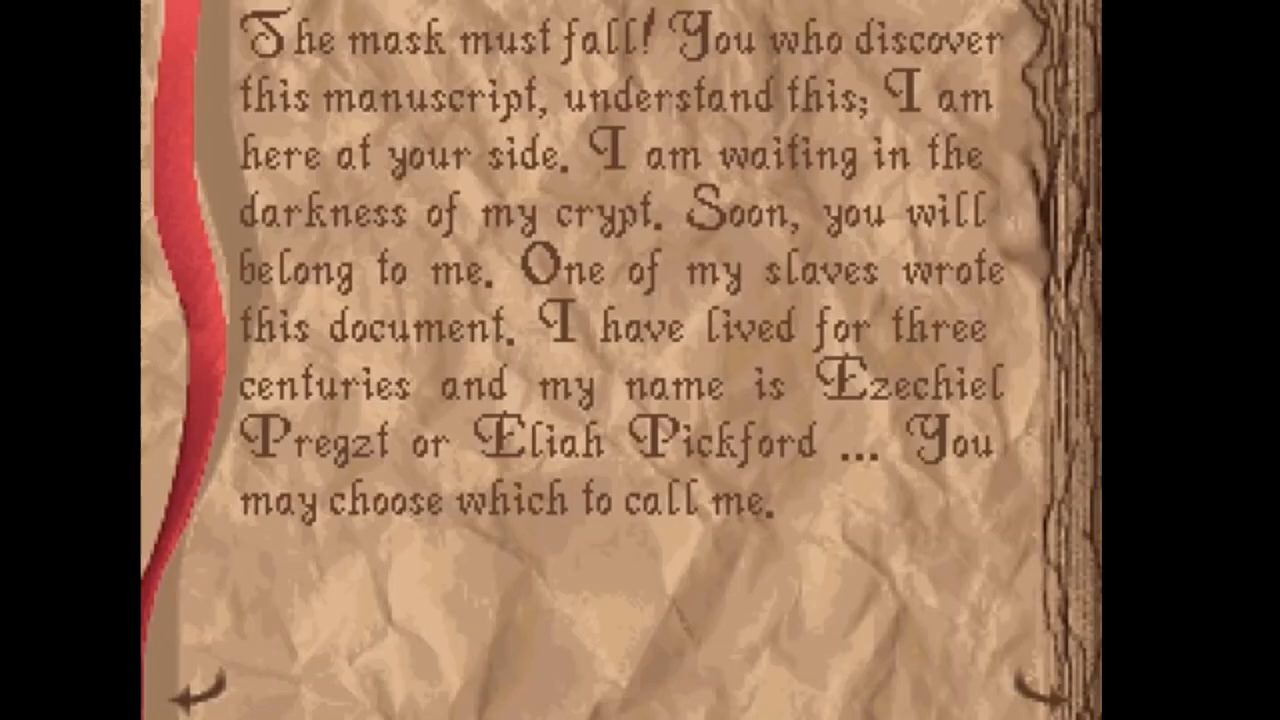 The mask must fall! You who discover
this manuscript, understand this; I am
here at your side. I am waiting in the
darkness of my crypt. Soon, you will
belong to me. One of my slaves wrote
this document. I have lived for three
centuries and my name is Ezechiel
Pregzt or Eliah Pickford ... You
may choose which to call me.